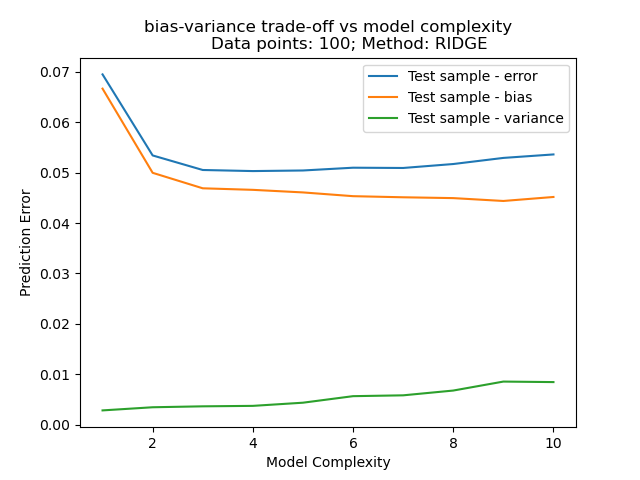 bias-variance trade-off vs model complexity
Data points: 100; Method: RIDGE
Test sample - error
Test sample - bias
Test sample - variance
Prediction Error
0.07
0.06
0.05
0.04
0.03
0.02
0.01
0.00
2 4 6 8 10
Model Complexity